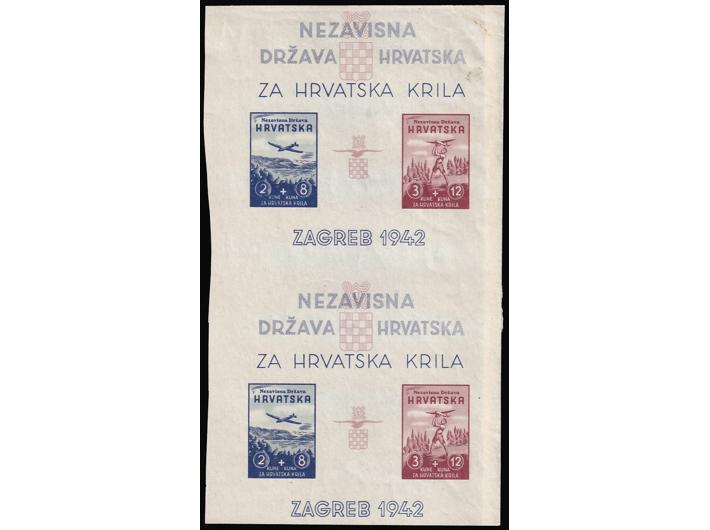 NEZAVISNA
DRŽAVA HRVATSKA
ZA HRVATSKA KRILA
Nezavisna Država
HRVATSKA
2 + 8
KUNE KUNA
ZA HRVATSKA KRILA
Nezavisna Država
HRVATSKA
3 + 12
KUNE KUNA
ZA HRVATSKA KRILA
ZAGREB 1942
NEZAVISNA
DRŽAVA HRVATSKA
ZA HRVATSKA KRILA
Nezavisna Država
HRVATSKA
2 + 8
KUNE KUNA
ZA HRVATSKA KRILA
Nezavisna Država
HRVATSKA
3 + 12
KUNE KUNA
ZA HRVATSKA KRILA
ZAGREB 1942